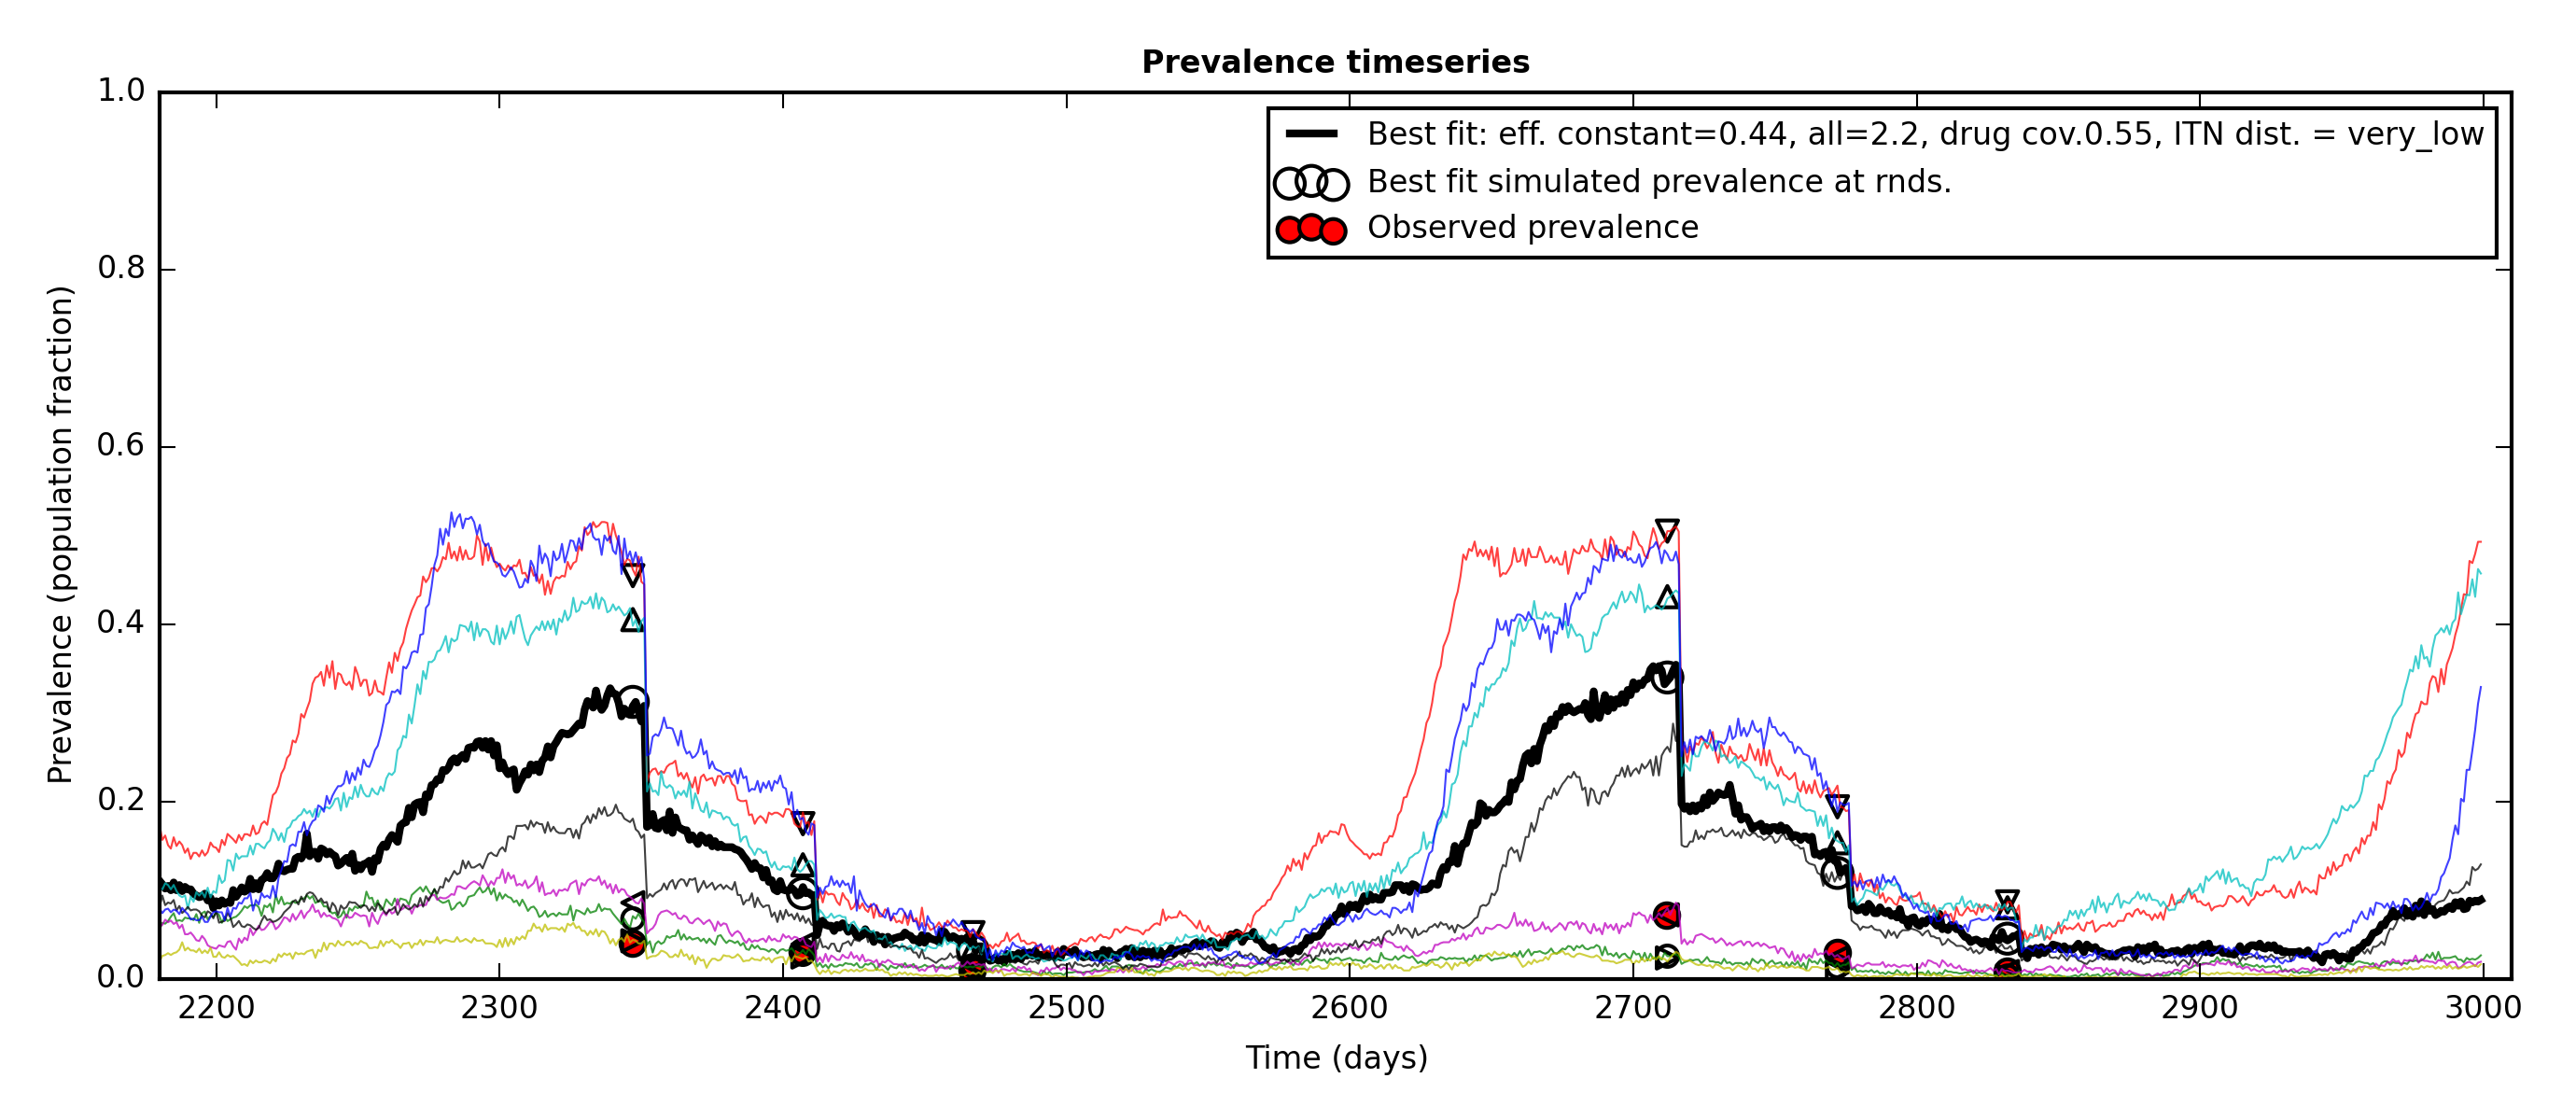 Prevalence timeseries
1.0
0.8
0.6
0.4
0.2
0.0
Prevalence (population fraction)
Best fit: eff. constant=0.44, all=2.2, drug cov.0.55, ITN dist. = very_low
Best fit simulated prevalence at rnds.
Observed prevalence
2200 2300 2400 2500 2600 2700 2800 2900 3000
Time (days)